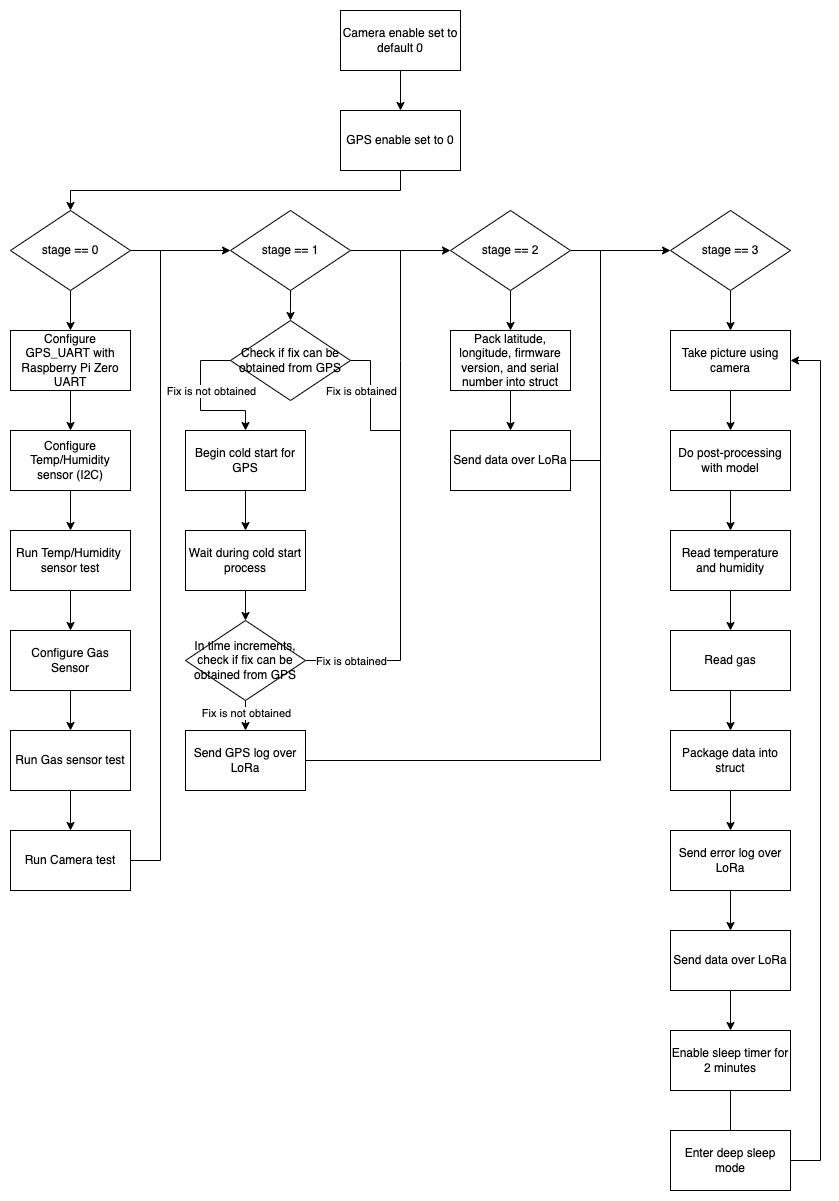 Camera enable set to
default 0
GPS enable set to 0
stage == 0
stage == 1
stage == 2
stage == 3
Configure
GPS_UART with
Raspberry Pi Zero
UART
Configure
Temp/Humidity
sensor (I2C)
Run Temp/Humidity
sensor test
Configure Gas
Sensor
Run Gas sensor test
Run Camera test
Check if fix can be
obtained from GPS
Fix is not obtained
Fix is obtained
Begin cold start for
GPS
Wait during cold start
process
In time increments,
check if fix can be
obtained from GPS
Fix is obtained
Fix is not obtained
Send GPS log over
LoRa
Pack latitude,
longitude, firmware
version, and serial
number into struct
Send data over LoRa
Take picture using
camera
Do post-processing
with model
Read temperature
and humidity
Read gas
Package data into
struct
Send error log over
LoRa
Send data over LoRa
Enable sleep timer for
2 minutes
Enter deep sleep
mode